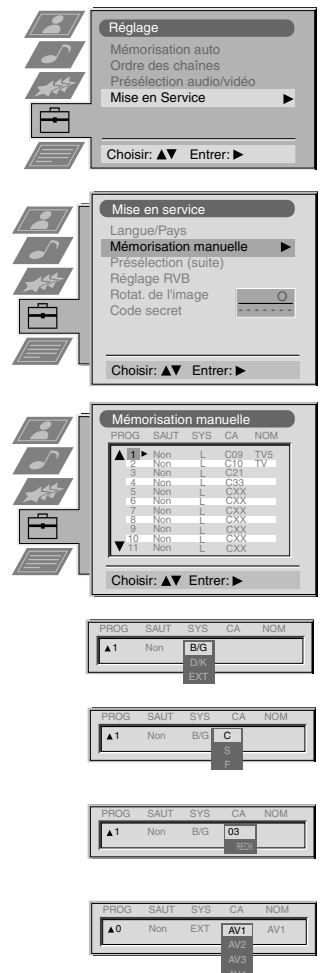 Réglage
Mémorisation auto
Ordre des chaînes
Présélection audio/vidéo
Mise en Service ▶
Choisir: ▲▼ Entrer: ▶
Mise en service
Langue/Pays
Mémorisation manuelle ▶
Présélection (suite)
Réglage RVB
Rotat. de l'image O
Code secret - - - - - - -
Choisir: ▲▼ Entrer: ▶
Mémorisation manuelle
PROG SAUT SYS CA NOM
▲ 1 ▶ Non L C09 TV5
2 Non L C10 TV
3 Non L C21
4 Non L C33
5 Non L CXX
6 Non L CXX
7 Non L CXX
8 Non L CXX
9 Non L CXX
10 Non L CXX
▼ 11 Non L CXX
Choisir: ▲▼ Entrer: ▶
PROG SAUT SYS CA NOM
▲1 Non B/G
D/K
EXT
PROG SAUT SYS CA NOM
▲1 Non B/G C
S
F
PROG SAUT SYS CA NOM
▲1 Non B/G 03
RECH
PROG SAUT SYS CA NOM
▲0 Non EXT AV1 AV1
AV2
AV3